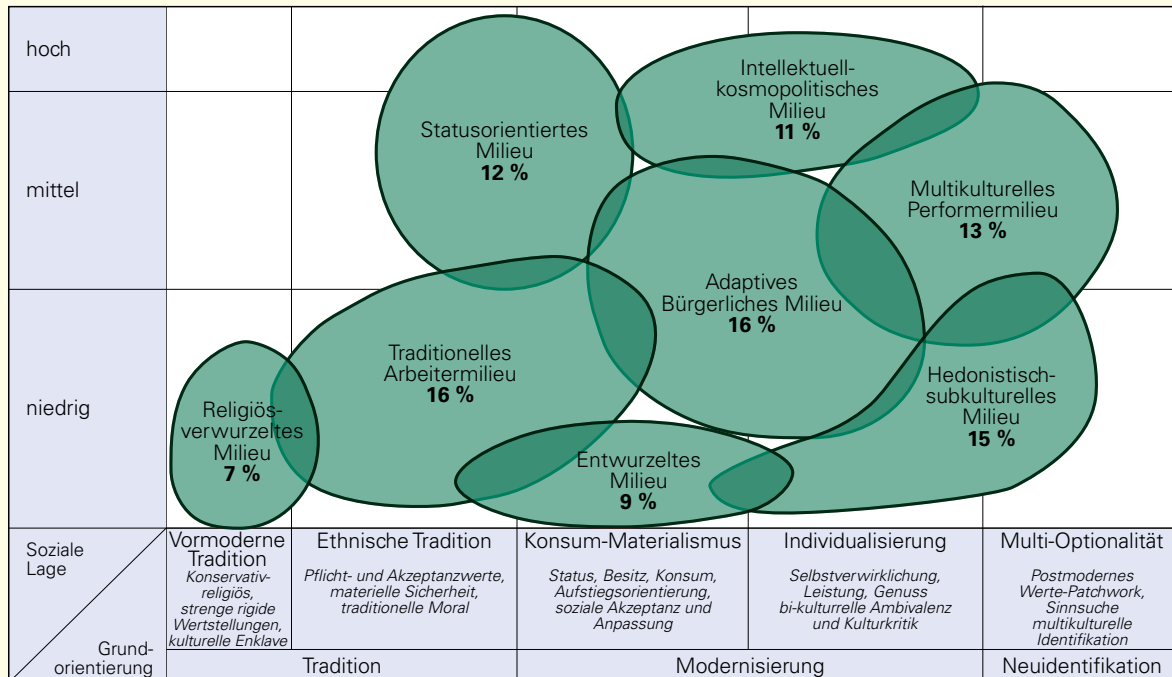 hoch
Intellektuell-
kosmopolitisches
Milieu
11 %
Statusorientiertes
Milieu
12 %
mittel
Multikulturelles
Performermilieu
13 %
Adaptives
Bürgerliches Milieu
16 %
Traditionelles
Arbeitermilieu
16 %
Hedonistisch-
subkulturelles
Milieu
15 %
niedrig
Religiös-
verwurzeltes
Milieu
7 %
Entwurzeltes
Milieu
9 %
Soziale
Lage
Grund-
orientierung
Vormoderne
Tradition
Konservativ-
religiös,
strenge rigide
Wertstellungen,
kulturelle Enklave
Ethnische Tradition
Pflicht- und Akzeptanzwerte,
materielle Sicherheit,
traditionelle Moral
Konsum-Materialismus
Status, Besitz, Konsum,
Aufstiegsorientierung,
soziale Akzeptanz und
Anpassung
Individualisierung
Selbstverwirklichung,
Leistung, Genuss
bi-kulturelle Ambivalenz
und Kulturkritik
Multi-Optionalität
Postmodernes
Werte-Patchwork,
Sinnsuche
multikulturelle
Identifikation
Tradition
Modernisierung
Neuidentifikation